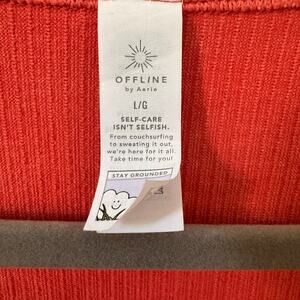 OFFLINE
by Aerie
L/G
SELF-CARE
ISN'T SELFISH.
From couchsurfing
to sweating it out,
we're here for it all.
Take time for you!
STAY GROUNDED